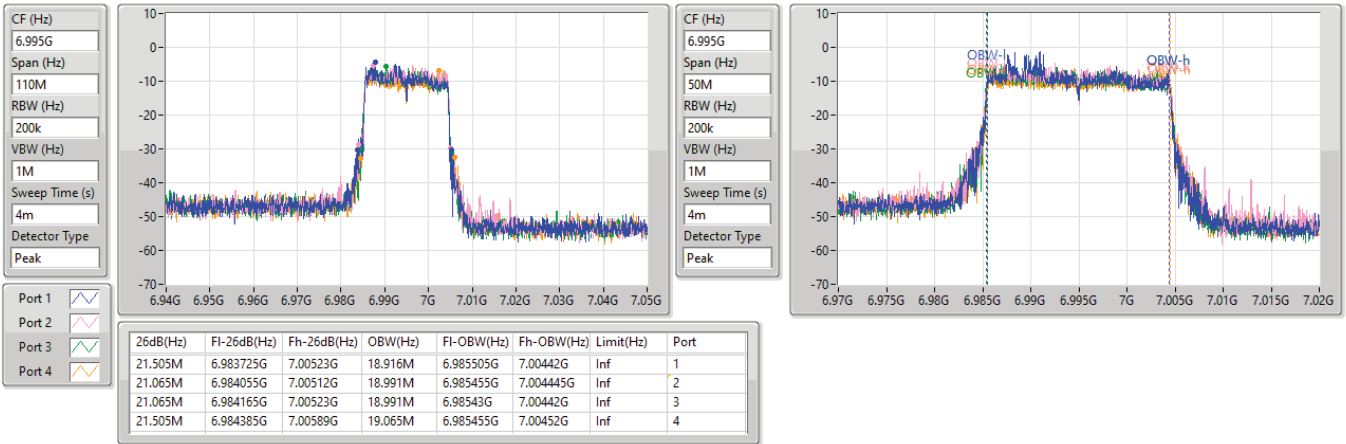 CF (Hz)
6.995G
Span (Hz)
110M
RBW (Hz)
200k
VBW (Hz)
1M
Sweep Time (s)
4m
Detector Type
Peak
10
0
-10
-20
-30
-40
-50
-60
-70
6.94G 6.95G 6.96G 6.97G 6.98G 6.99G 7G 7.01G 7.02G 7.03G 7.04G 7.05G
CF (Hz)
6.995G
Span (Hz)
50M
RBW (Hz)
200k
VBW (Hz)
1M
Sweep Time (s)
4m
Detector Type
Peak
10
0
-10
-20
-30
-40
-50
-60
-70
OBW-l
OBW-h
6.97G 6.975G 6.98G 6.985G 6.99G 6.995G 7G 7.005G 7.01G 7.015G 7.02G
Port 1
Port 2
Port 3
Port 4
26dB(Hz) Fl-26dB(Hz) Fh-26dB(Hz) OBW(Hz) Fl-OBW(Hz) Fh-OBW(Hz) Limit(Hz) Port
21.505M 6.983725G 7.00523G 18.916M 6.985505G 7.00442G Inf 1
21.065M 6.984055G 7.00512G 18.991M 6.985455G 7.004445G Inf 2
21.065M 6.984165G 7.00523G 18.991M 6.98543G 7.00442G Inf 3
21.505M 6.984385G 7.00589G 19.065M 6.985455G 7.00452G Inf 4